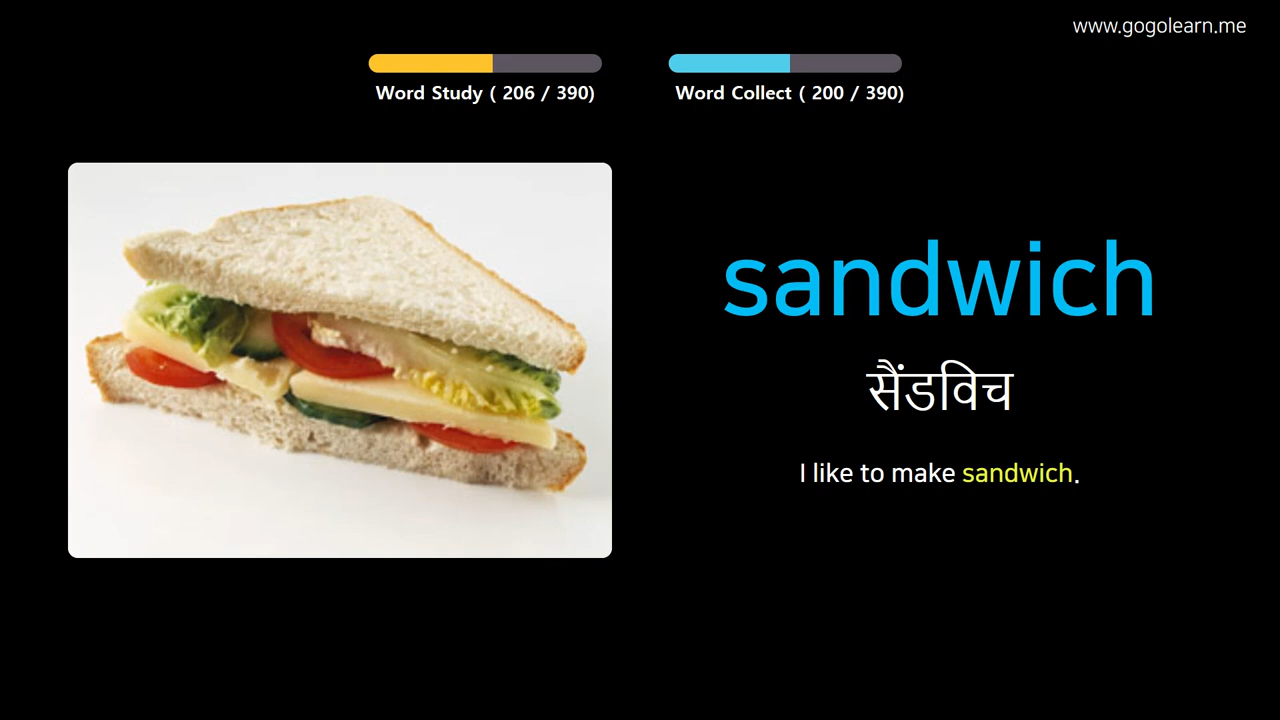 www.gogolearn.me
Word Study ( 206 / 390)
Word Collect ( 200 / 390)
sandwich
सैंडविच
I like to make sandwich.